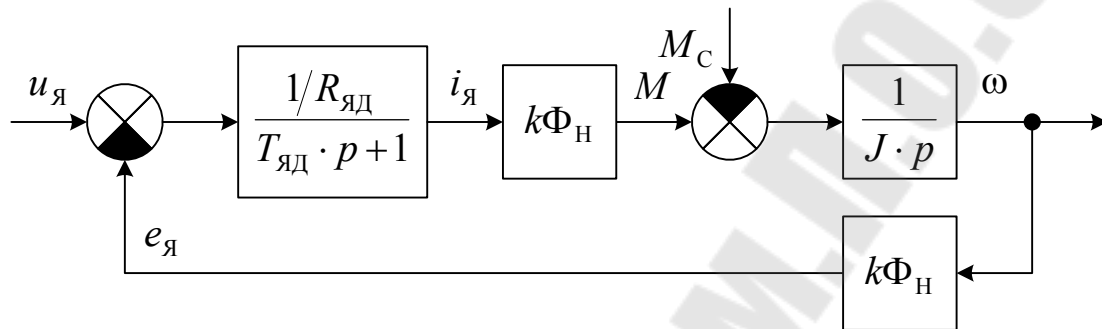 u_Я
1/R_ЯД
T_ЯД · p + 1
i_Я
kΦ_Н
M
M_С
1
J · p
ω
e_Я
kΦ_Н